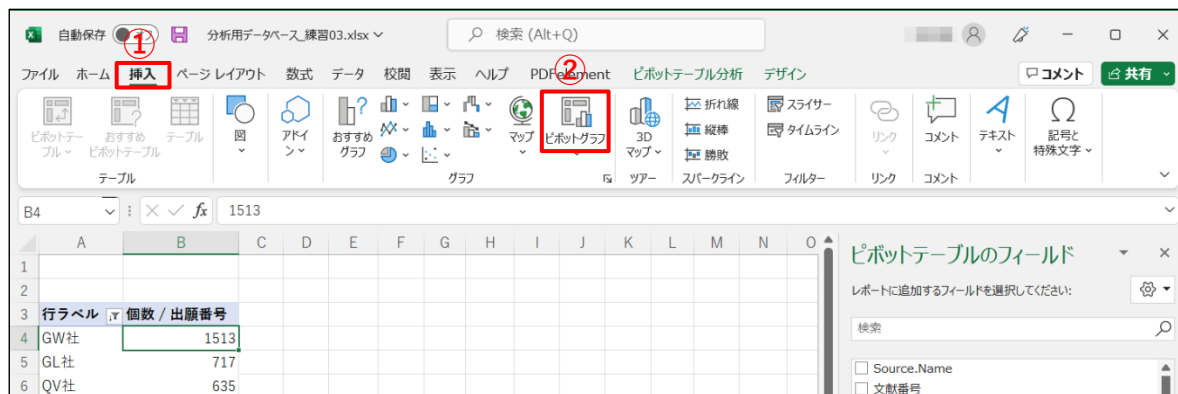 自動保存 オフ 分析用データベース_練習03.xlsx 検索 (Alt+Q)
①
ファイル ホーム 挿入 ページ レイアウト 数式 データ 校閲 表示 ヘルプ PDFelement ピボットテーブル分析 デザイン コメント 共有
②
ピボットテーブル おすすめピボットテーブル テーブル 図 アドイン おすすめグラフ マップ ピボットグラフ 3Dマップ 折れ線 縦棒 勝敗 スライサー タイムライン リンク コメント テキスト 記号と特殊文字
テーブル グラフ ツアー スパークライン フィルター リンク コメント
B4 fx 1513
A B C D E F G H I J K L M N O
ピボットテーブルのフィールド
1
2
レポートに追加するフィールドを選択してください:
3 行ラベル 個数 / 出願番号
検索
4 GW社 1513
5 GL社 717
Source.Name
6 QV社 635
文献番号